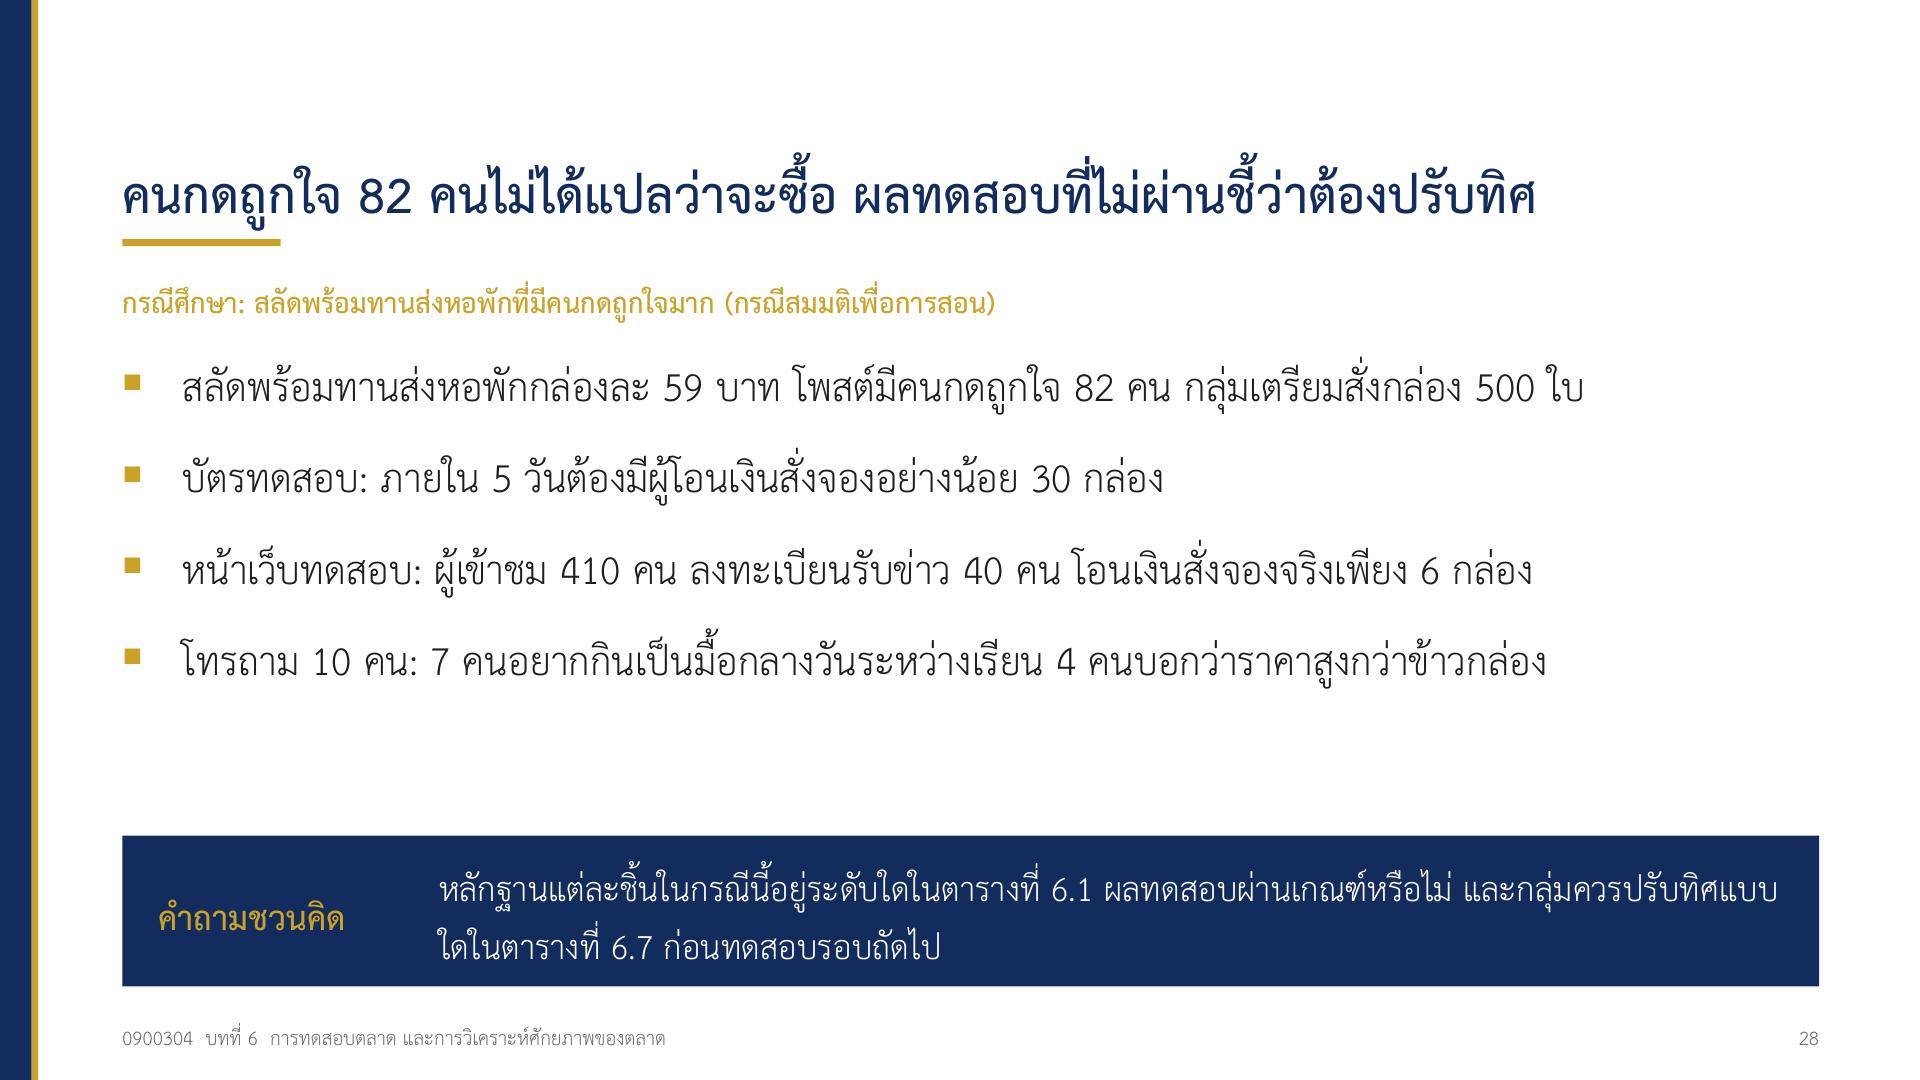 คนกดถูกใจ 82 คนไม่ได้แปลว่าจะซื้อ ผลทดสอบที่ไม่ผ่านชี้ว่าต้องปรับทิศ
กรณีศึกษา: สลัดพร้อมทานส่งหอพักที่มีคนกดถูกใจมาก (กรณีสมมติเพื่อการสอน)
▪ สลัดพร้อมทานส่งหอพักกล่องละ 59 บาท โพสต์มีคนกดถูกใจ 82 คน กลุ่มเตรียมสั่งกล่อง 500 ใบ
▪ บัตรทดสอบ: ภายใน 5 วันต้องมีผู้โอนเงินสั่งจองอย่างน้อย 30 กล่อง
▪ หน้าเว็บทดสอบ: ผู้เข้าชม 410 คน ลงทะเบียนรับข่าว 40 คน โอนเงินสั่งจองจริงเพียง 6 กล่อง
▪ โทรถาม 10 คน: 7 คนอยากกินเป็นมื้อกลางวันระหว่างเรียน 4 คนบอกว่าราคาสูงกว่าข้าวกล่อง
คำถามชวนคิด
หลักฐานแต่ละชิ้นในกรณีนี้อยู่ระดับใดในตารางที่ 6.1 ผลทดสอบผ่านเกณฑ์หรือไม่ และกลุ่มควรปรับทิศแบบ
ใดในตารางที่ 6.7 ก่อนทดสอบรอบถัดไป
0900304 บทที่ 6 การทดสอบตลาด และการวิเคราะห์ศักยภาพของตลาด
28